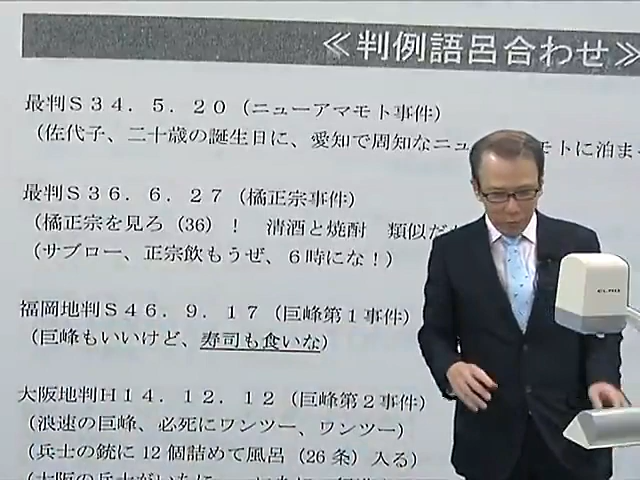 ≪判例語呂合わせ≫
最判S34．5．20（ニューアマモト事件）
（佐代子、二十歳の誕生日に、愛知で周知なニュ モトに泊ま
最判S36．6．27（橘正宗事件）
（橘正宗を見ろ（36）！　清酒と焼酎　類似だ
（サブロー、正宗飲もうぜ、6時にな！）
福岡地判S46．9．17（巨峰第1事件）
（巨峰もいいけど、寿司も食いな）
大阪地判H14．12．12（巨峰第2事件）
（浪速の巨峰、必死にワンツー、ワンツー）
（兵士の銃に12個詰めて風呂（26条）入る）
ELMO